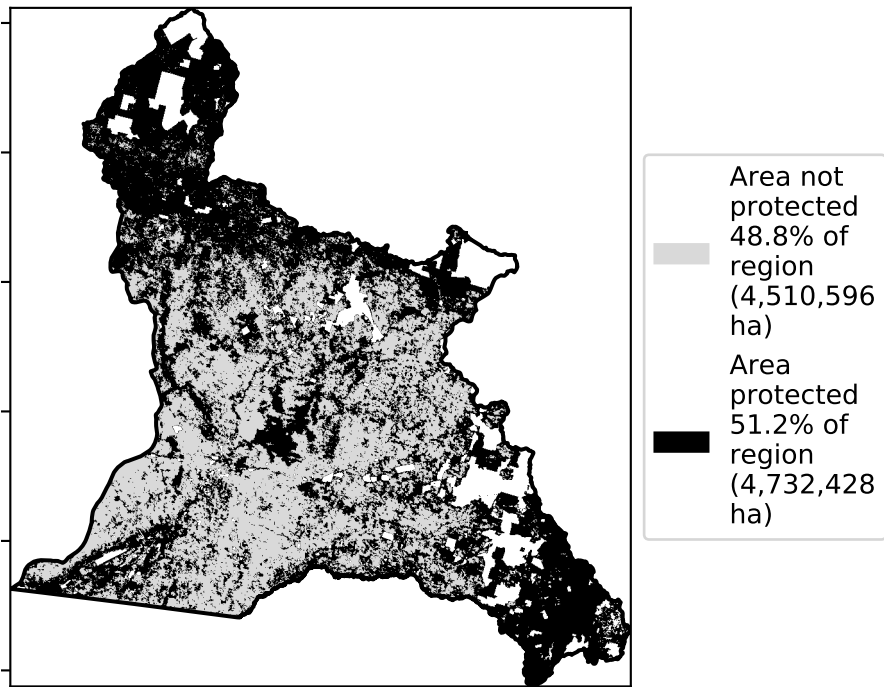 Area not
protected
48.8% of
region
(4,510,596
ha)
Area
protected
51.2% of
region
(4,732,428
ha)